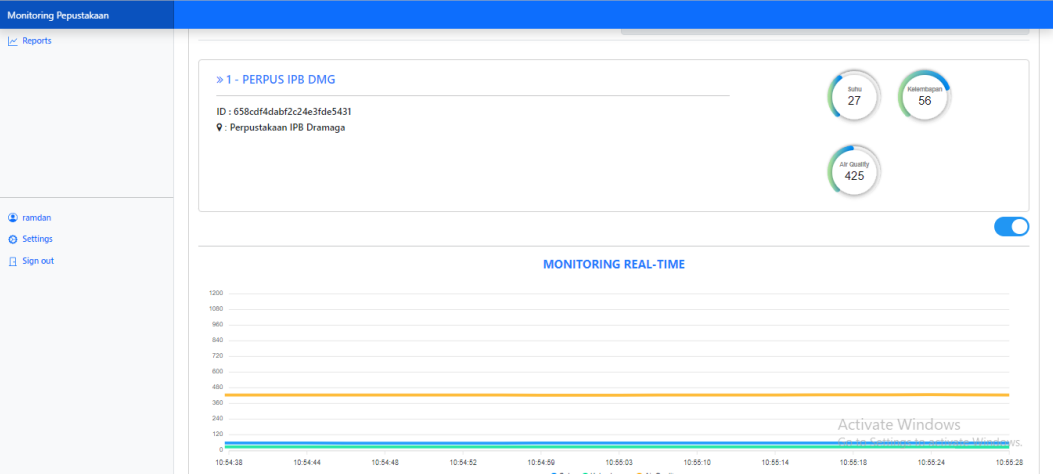 Monitoring Pepustakaan
Reports
» 1 - PERPUS IPB DMG
ID : 658cdf4dabf2c24e3fde5431
: Perpustakaan IPB Dramaga
Suhu
27
Kelembapan
56
Air Quality
425
ramdan
Settings
Sign out
MONITORING REAL-TIME
1200
1080
960
840
720
600
480
360
240
120
0
10:54:38 10:54:44 10:54:48 10:54:52 10:54:59 10:55:03 10:55:10 10:55:14 10:55:18 10:55:24 10:55:28
Activate Windows
Go to Settings to activate Windows.